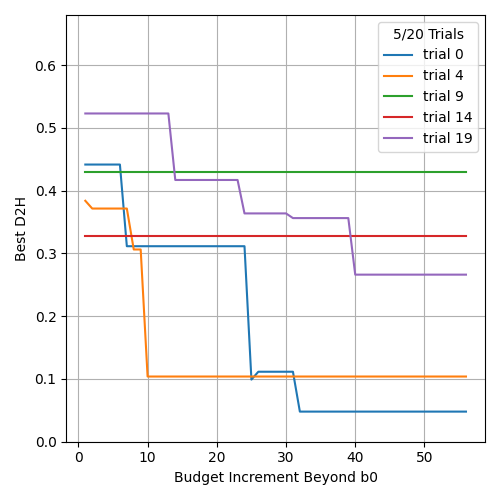 5/20 Trials
trial 0
trial 4
trial 9
trial 14
trial 19
Best D2H
0.6
0.5
0.4
0.3
0.2
0.1
0.0
0 10 20 30 40 50
Budget Increment Beyond b0